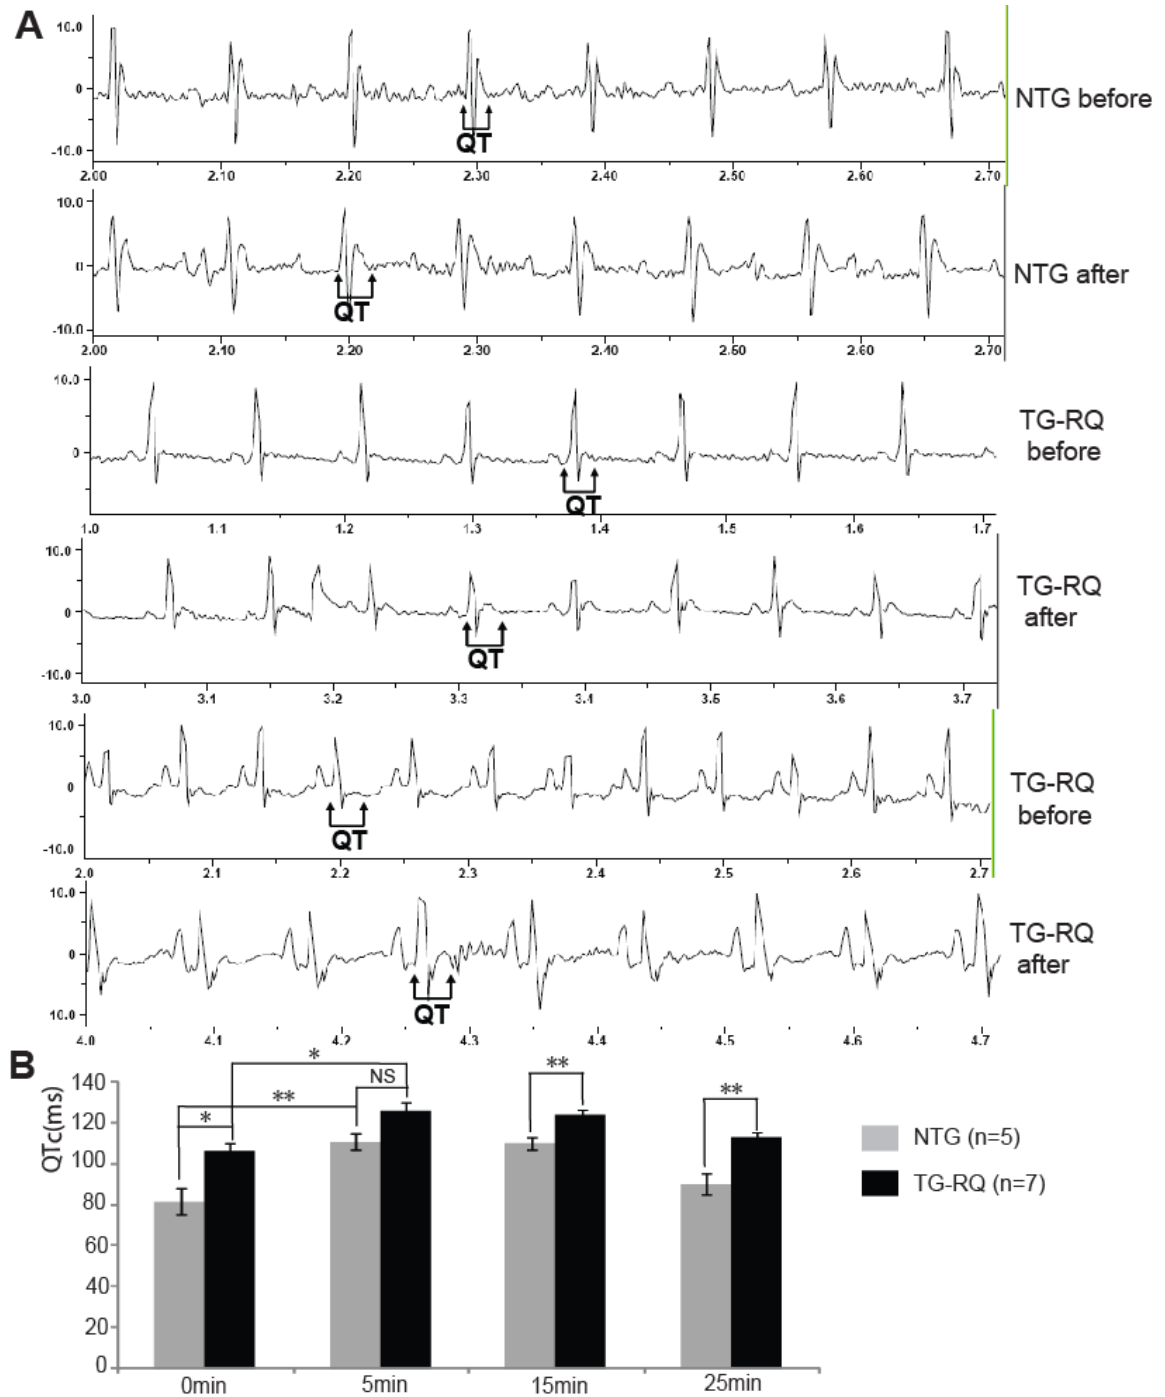 A
10.0
0
-10.0
QT
NTG before
2.00 2.10 2.20 2.30 2.40 2.50 2.60 2.70
10.0
0
-10.0
QT
NTG after
2.00 2.10 2.20 2.30 2.40 2.50 2.60 2.70
10.0
0
QT
TG-RQ
before
1.0 1.1 1.2 1.3 1.4 1.5 1.6 1.7
10.0
0
-10.0
QT
TG-RQ
after
3.0 3.1 3.2 3.3 3.4 3.5 3.6 3.7
10.0
0
-10.0
QT
TG-RQ
before
2.0 2.1 2.2 2.3 2.4 2.5 2.6 2.7
10.0
0
10.0
QT
TG-RQ
after
4.0 4.1 4.2 4.3 4.4 4.5 4.6 4.7
B
QTc(ms)
140
120
100
80
60
40
20
0
* ** * NS ** **
0min 5min 15min 25min
NTG (n=5)
TG-RQ (n=7)